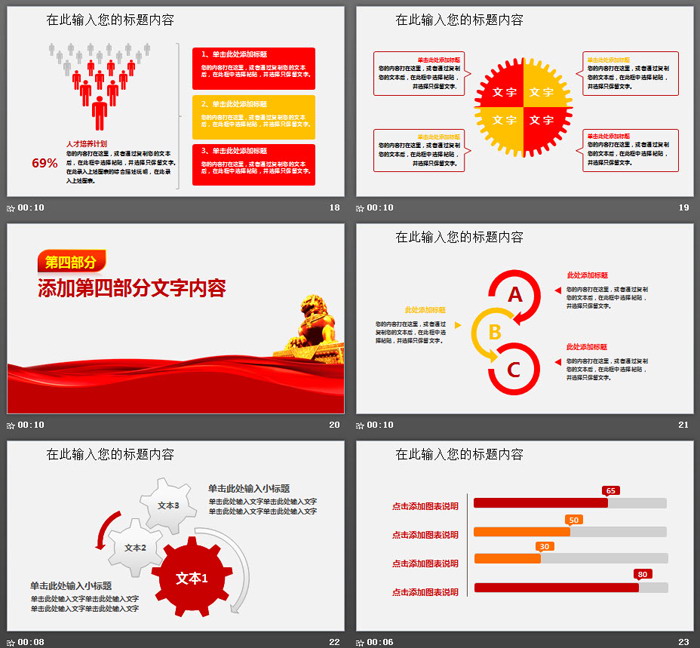 在此输入您的标题内容
1、单击此处添加标题
您的内容打在这里，或者通过复制您的文本
后，在此框中选择粘贴，并选择只保留文字。
2、单击此处添加标题
您的内容打在这里，或者通过复制您的文本
后，在此框中选择粘贴，并选择只保留文字。
3、单击此处添加标题
您的内容打在这里，或者通过复制您的文本
后，在此框中选择粘贴，并选择只保留文字。
69%
人才培养计划
您的内容打在这里，或者通过复制您的文本
后，在此框中选择粘贴，并选择只保留文字。
在此录入上述图表的综合描述说明，在此录
入上述图表。
00:10
18
在此输入您的标题内容
单击此处添加标题
您的内容打在这里，或者通过复制
您的文本后，在此框中选择粘贴，
并选择只保留文字。
单击此处添加标题
您的内容打在这里，或者通过复制
您的文本后，在此框中选择粘贴，
并选择只保留文字。
文字
文字
文字
文字
单击此处添加标题
您的内容打在这里，或者通过复制
您的文本后，在此框中选择粘贴，
并选择只保留文字。
单击此处添加标题
您的内容打在这里，或者通过复制
您的文本后，在此框中选择粘贴，
并选择只保留文字。
00:10
19
第四部分
添加第四部分文字内容
00:10
20
在此输入您的标题内容
A
此处添加标题
您的内容打在这里，或者通过复制
您的文本后，在此框中选择粘贴，
并选择只保留文字。
此处添加标题
您的内容打在这里，或者通过复制
您的文本后，在此框中选择粘贴，
并选择只保留文字。
B
C
此处添加标题
您的内容打在这里，或者通过复制
您的文本后，在此框中选择粘贴，
并选择只保留文字。
00:10
21
在此输入您的标题内容
文本3
单击此处输入小标题
单击此处输入文字单击此处输入文字
单击此处输入文字单击此处输入文字
文本2
文本1
单击此处输入小标题
单击此处输入文字单击此处输入文字
单击此处输入文字单击此处输入文字
00:08
22
在此输入您的标题内容
65
点击添加图表说明
50
点击添加图表说明
30
点击添加图表说明
80
点击添加图表说明
00:06
23